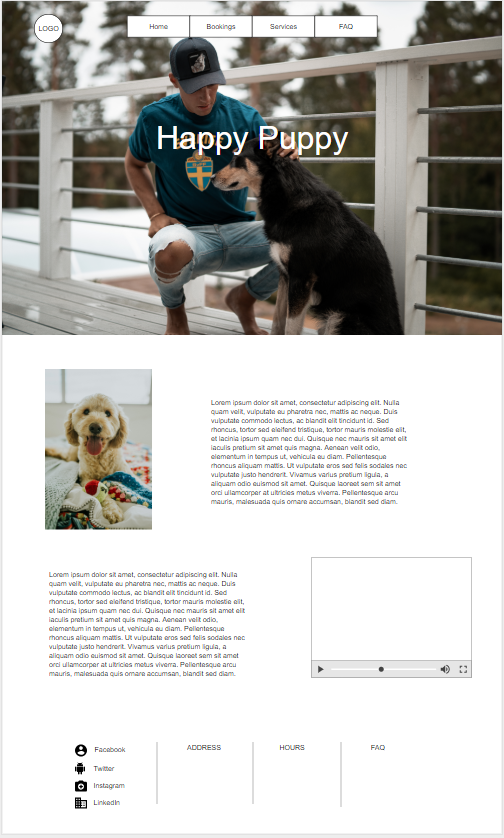 LOGO
Home
Bookings
Services
FAQ
Happy Puppy
Lorem ipsum dolor sit amet, consectetur adipiscing elit. Nulla
quam velit, vulputate eu pharetra nec, mattis ac neque. Duis
vulputate commodo lectus, ac blandit elit tincidunt id. Sed
rhoncus, tortor sed eleifend tristique, tortor mauris molestie elit,
et lacinia ipsum quam nec dui. Quisque nec mauris sit amet elit
iaculis pretium sit amet quis magna. Aenean velit odio,
elementum in tempus ut, vehicula eu diam. Pellentesque
rhoncus aliquam mattis. Ut vulputate eros sed felis sodales nec
vulputate justo hendrerit. Vivamus varius pretium ligula, a
aliquam odio euismod sit amet. Quisque laoreet sem sit amet
orci ullamcorper at ultricies metus viverra. Pellentesque arcu
mauris, malesuada quis ornare accumsan, blandit sed diam.
Lorem ipsum dolor sit amet, consectetur adipiscing elit. Nulla
quam velit, vulputate eu pharetra nec, mattis ac neque. Duis
vulputate commodo lectus, ac blandit elit tincidunt id. Sed
rhoncus, tortor sed eleifend tristique, tortor mauris molestie elit,
et lacinia ipsum quam nec dui. Quisque nec mauris sit amet elit
iaculis pretium sit amet quis magna. Aenean velit odio,
elementum in tempus ut, vehicula eu diam. Pellentesque
rhoncus aliquam mattis. Ut vulputate eros sed felis sodales nec
vulputate justo hendrerit. Vivamus varius pretium ligula, a
aliquam odio euismod sit amet. Quisque laoreet sem sit amet
orci ullamcorper at ultricies metus viverra. Pellentesque arcu
mauris, malesuada quis ornare accumsan, blandit sed diam.
Facebook
Twitter
Instagram
LinkedIn
ADDRESS
HOURS
FAQ